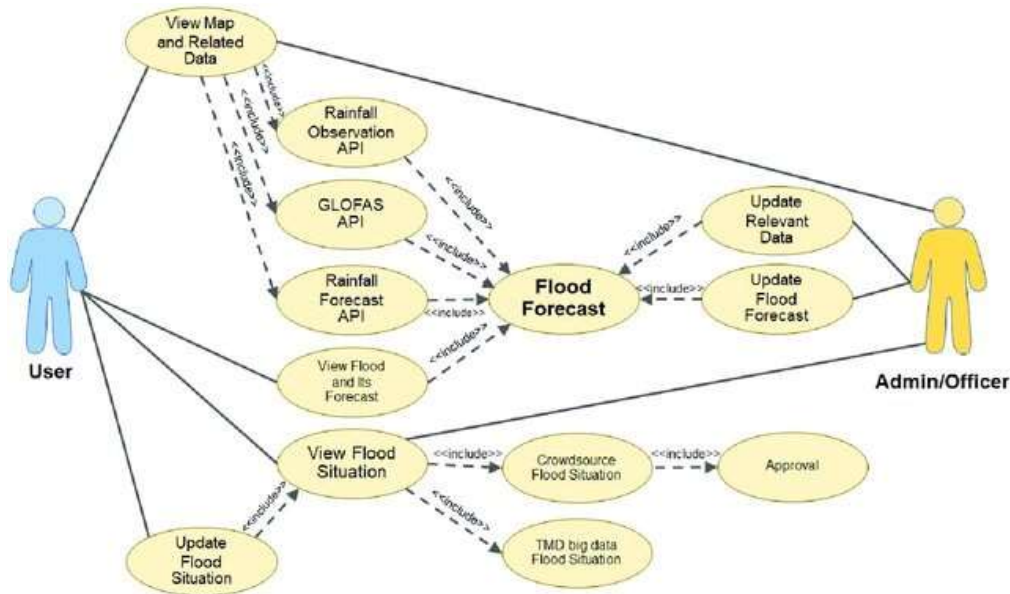 View Map
and Related
Data
<<include>>
<<include>>
<<include>>
Rainfall
Observation
API
<<include>>
GLOFAS
API
<<include>>
Rainfall
Forecast
API
<<include>>
View Flood
and Its
Forecast
<<include>>
Flood
Forecast
<<include>>
Update
Relevant
Data
<<include>>
Update
Flood
Forecast
User
Admin/Officer
View Flood
Situation
<<include>>
Crowdsource
Flood Situation
<<include>>
Approval
<<include>>
TMD big data
Flood Situation
<<include>>
Update
Flood
Situation